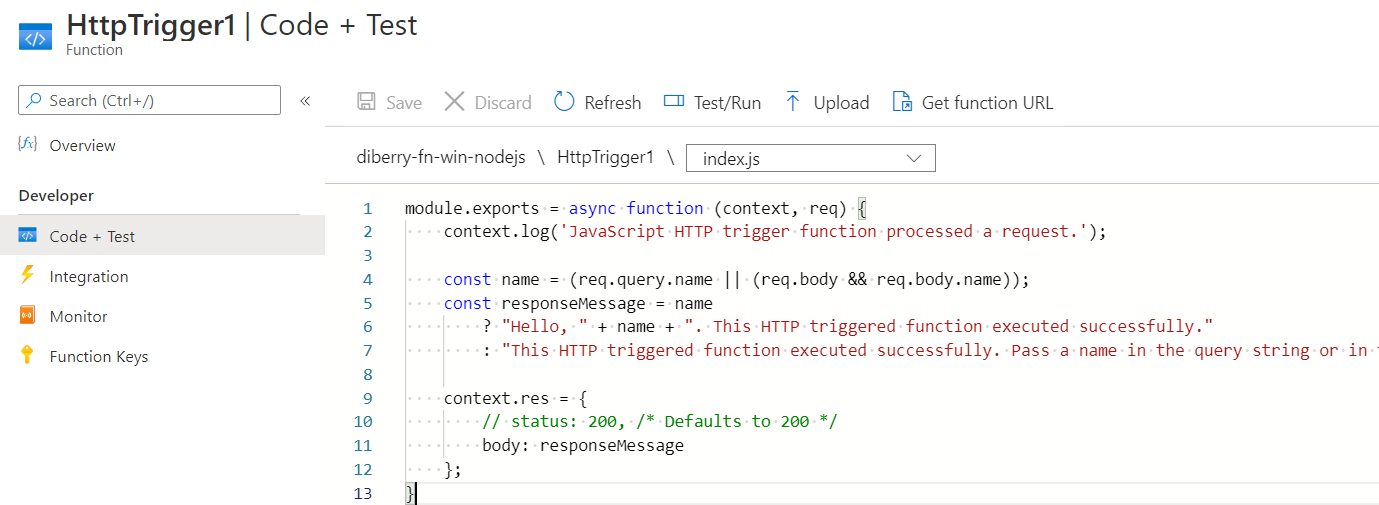 HttpTrigger1 | Code + Test
Function
Search (Ctrl+/)
«
Save
Discard
Refresh
Test/Run
Upload
Get function URL
Overview
Developer
Code + Test
Integration
Monitor
Function Keys
diberry-fn-win-nodejs \ HttpTrigger1 \ index.js
1 module.exports = async function (context, req) {
2     context.log('JavaScript HTTP trigger function processed a request.');
3
4     const name = (req.query.name || (req.body && req.body.name));
5     const responseMessage = name
6         ? "Hello, " + name + ". This HTTP triggered function executed successfully."
7         : "This HTTP triggered function executed successfully. Pass a name in the query string or in
8
9     context.res = {
10         // status: 200, /* Defaults to 200 */
11         body: responseMessage
12     };
13 }